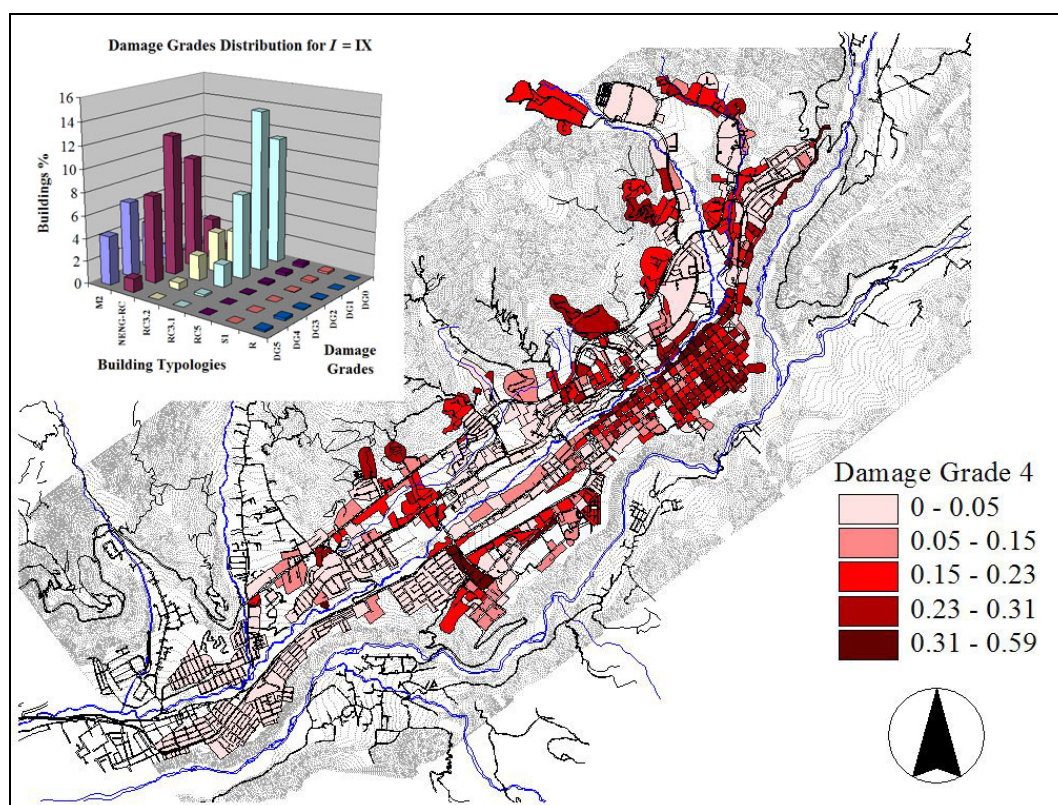 Damage Grades Distribution for I = IX
16
14
12
10
8
6
4
2
0
Buildings %
M2
NENG-RC
RC3.2
RC3.1
RC5
S1
R
DG5
DG4
DG3
DG2
DG1
DG0
Building Typologies
Damage
Grades
Damage Grade 4
0 - 0.05
0.05 - 0.15
0.15 - 0.23
0.23 - 0.31
0.31 - 0.59